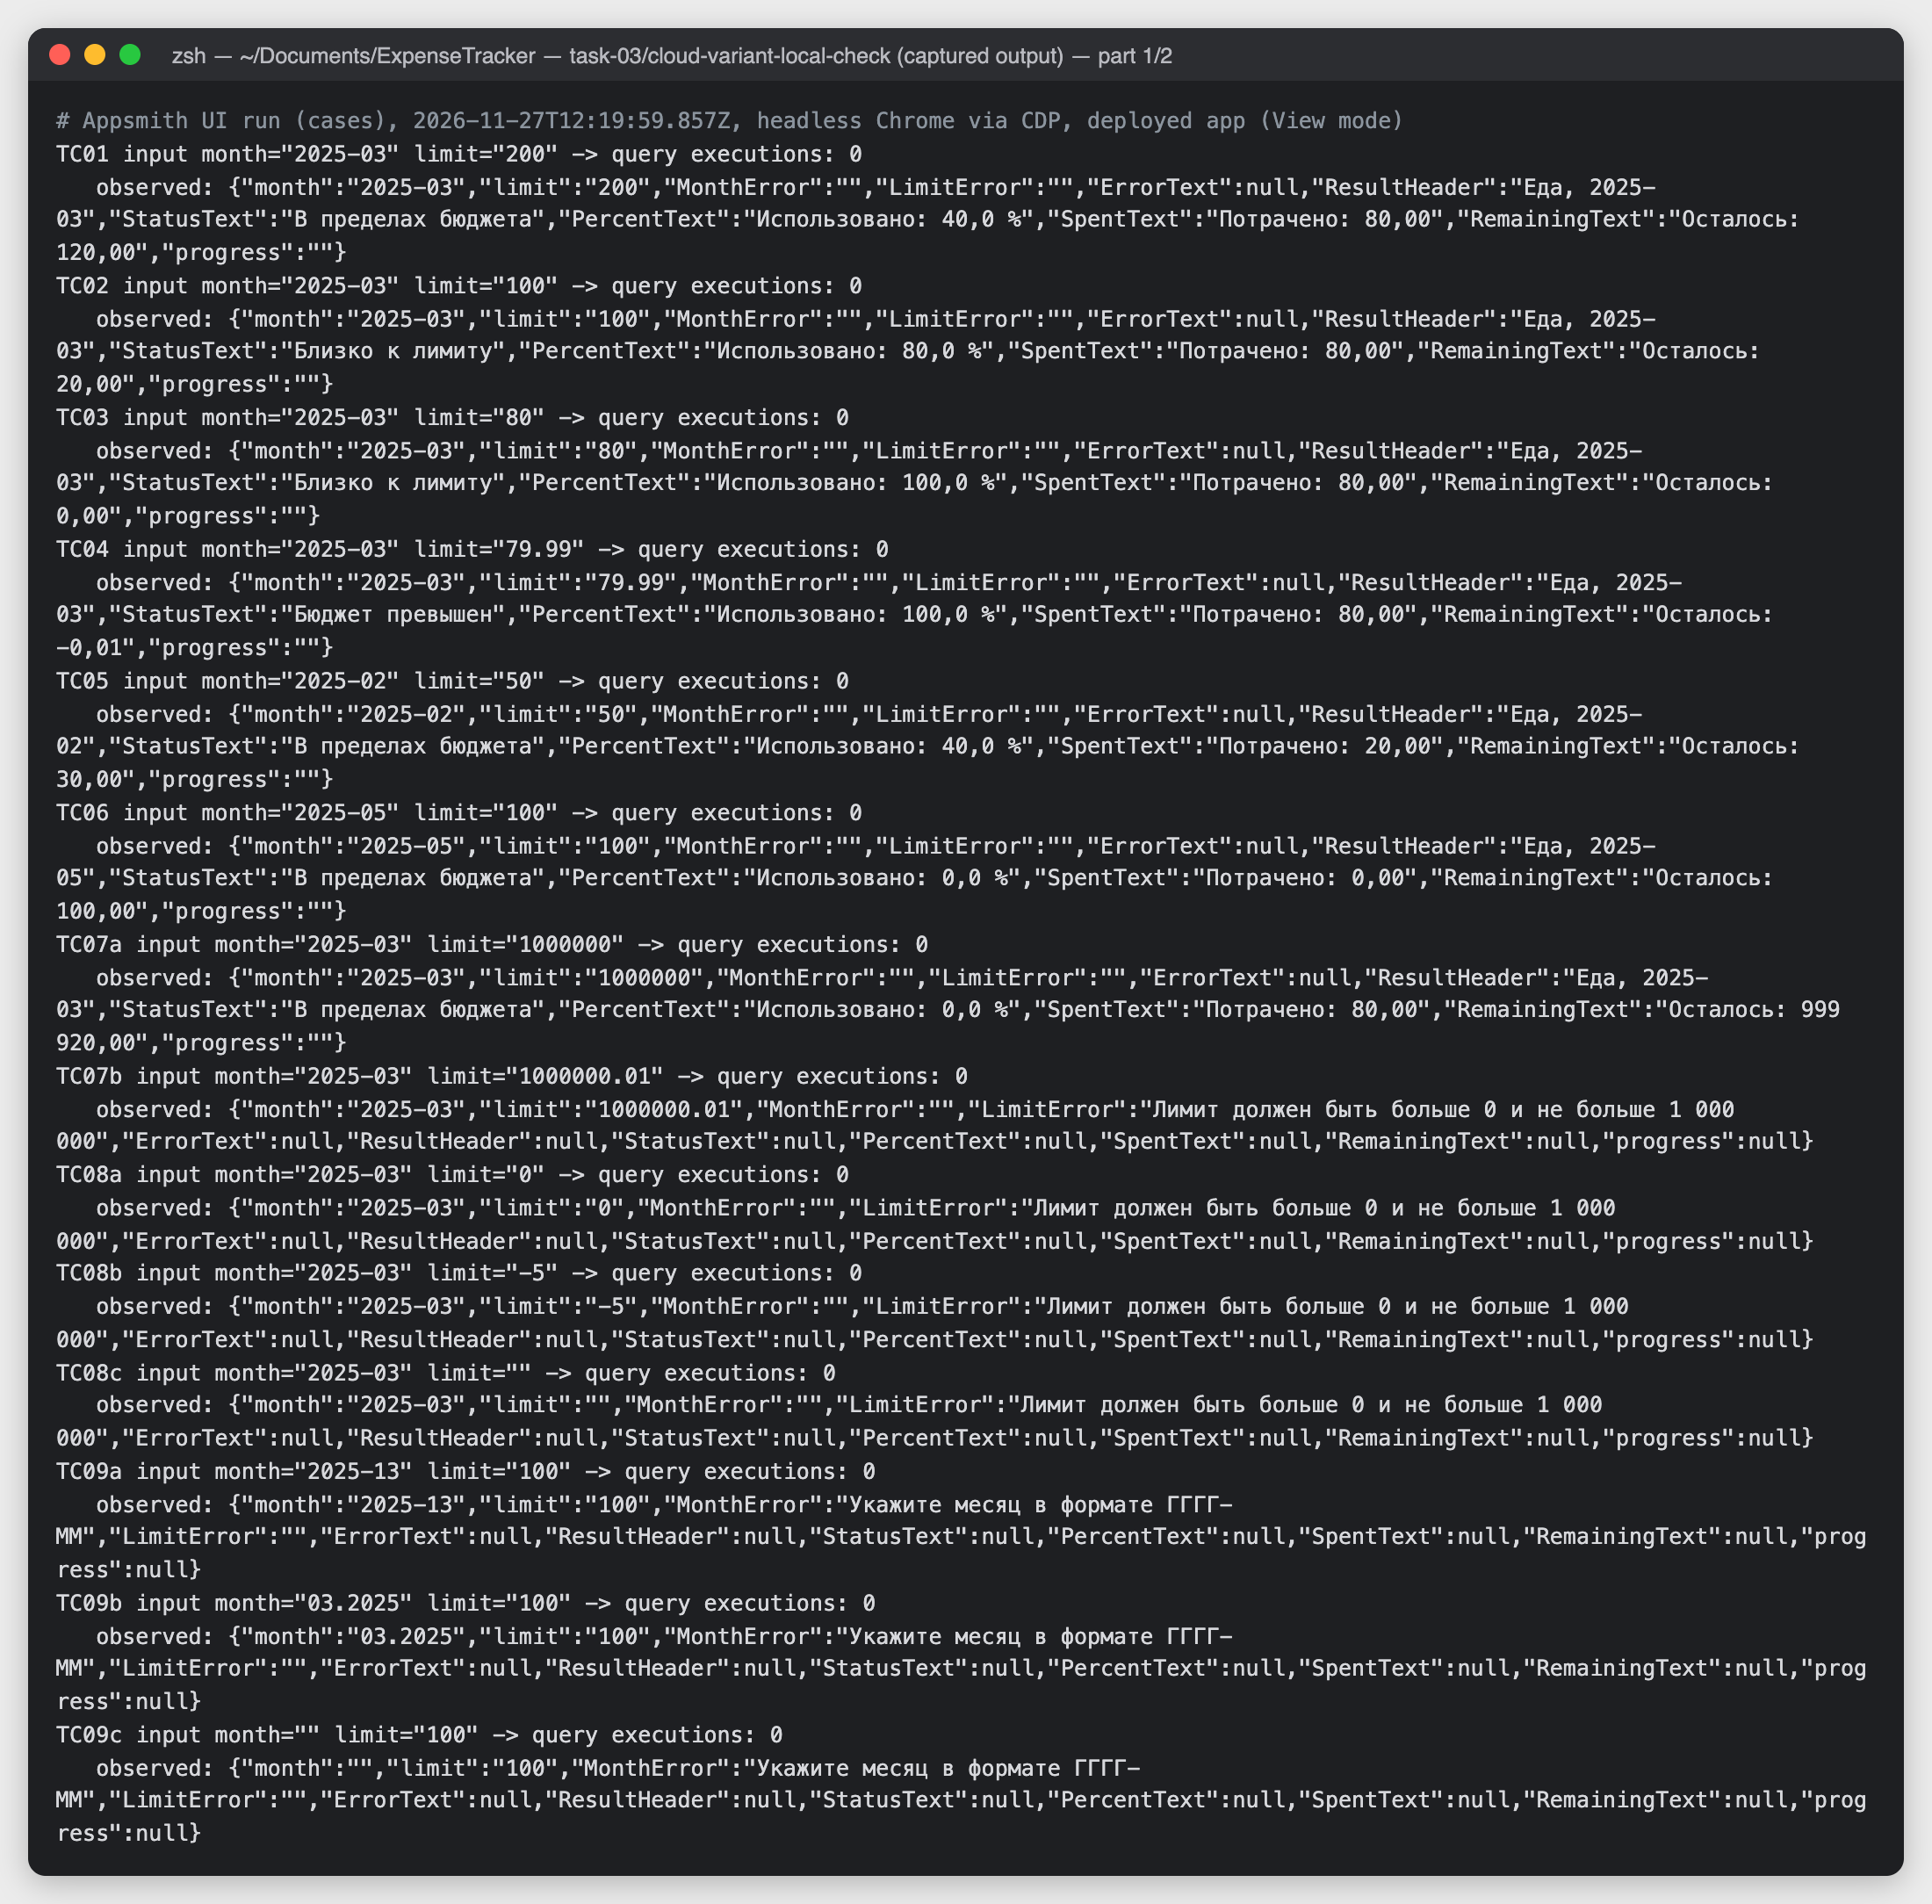 zsh — ~/Documents/ExpenseTracker — task-03/cloud-variant-local-check (captured output) — part 1/2
# Appsmith UI run (cases), 2026-11-27T12:19:59.857Z, headless Chrome via CDP, deployed app (View mode)
TC01 input month="2025-03" limit="200" -> query executions: 0
   observed: {"month":"2025-03","limit":"200","MonthError":"","LimitError":"","ErrorText":null,"ResultHeader":"Еда, 2025-
03","StatusText":"В пределах бюджета","PercentText":"Использовано: 40,0 %","SpentText":"Потрачено: 80,00","RemainingText":"Осталось:
120,00","progress":""}
TC02 input month="2025-03" limit="100" -> query executions: 0
   observed: {"month":"2025-03","limit":"100","MonthError":"","LimitError":"","ErrorText":null,"ResultHeader":"Еда, 2025-
03","StatusText":"Близко к лимиту","PercentText":"Использовано: 80,0 %","SpentText":"Потрачено: 80,00","RemainingText":"Осталось:
20,00","progress":""}
TC03 input month="2025-03" limit="80" -> query executions: 0
   observed: {"month":"2025-03","limit":"80","MonthError":"","LimitError":"","ErrorText":null,"ResultHeader":"Еда, 2025-
03","StatusText":"Близко к лимиту","PercentText":"Использовано: 100,0 %","SpentText":"Потрачено: 80,00","RemainingText":"Осталось:
0,00","progress":""}
TC04 input month="2025-03" limit="79.99" -> query executions: 0
   observed: {"month":"2025-03","limit":"79.99","MonthError":"","LimitError":"","ErrorText":null,"ResultHeader":"Еда, 2025-
03","StatusText":"Бюджет превышен","PercentText":"Использовано: 100,0 %","SpentText":"Потрачено: 80,00","RemainingText":"Осталось:
-0,01","progress":""}
TC05 input month="2025-02" limit="50" -> query executions: 0
   observed: {"month":"2025-02","limit":"50","MonthError":"","LimitError":"","ErrorText":null,"ResultHeader":"Еда, 2025-
02","StatusText":"В пределах бюджета","PercentText":"Использовано: 40,0 %","SpentText":"Потрачено: 20,00","RemainingText":"Осталось:
30,00","progress":""}
TC06 input month="2025-05" limit="100" -> query executions: 0
   observed: {"month":"2025-05","limit":"100","MonthError":"","LimitError":"","ErrorText":null,"ResultHeader":"Еда, 2025-
05","StatusText":"В пределах бюджета","PercentText":"Использовано: 0,0 %","SpentText":"Потрачено: 0,00","RemainingText":"Осталось:
100,00","progress":""}
TC07a input month="2025-03" limit="1000000" -> query executions: 0
   observed: {"month":"2025-03","limit":"1000000","MonthError":"","LimitError":"","ErrorText":null,"ResultHeader":"Еда, 2025-
03","StatusText":"В пределах бюджета","PercentText":"Использовано: 0,0 %","SpentText":"Потрачено: 80,00","RemainingText":"Осталось: 999
920,00","progress":""}
TC07b input month="2025-03" limit="1000000.01" -> query executions: 0
   observed: {"month":"2025-03","limit":"1000000.01","MonthError":"","LimitError":"Лимит должен быть больше 0 и не больше 1 000
000","ErrorText":null,"ResultHeader":null,"StatusText":null,"PercentText":null,"SpentText":null,"RemainingText":null,"progress":null}
TC08a input month="2025-03" limit="0" -> query executions: 0
   observed: {"month":"2025-03","limit":"0","MonthError":"","LimitError":"Лимит должен быть больше 0 и не больше 1 000
000","ErrorText":null,"ResultHeader":null,"StatusText":null,"PercentText":null,"SpentText":null,"RemainingText":null,"progress":null}
TC08b input month="2025-03" limit="-5" -> query executions: 0
   observed: {"month":"2025-03","limit":"-5","MonthError":"","LimitError":"Лимит должен быть больше 0 и не больше 1 000
000","ErrorText":null,"ResultHeader":null,"StatusText":null,"PercentText":null,"SpentText":null,"RemainingText":null,"progress":null}
TC08c input month="2025-03" limit="" -> query executions: 0
   observed: {"month":"2025-03","limit":"","MonthError":"","LimitError":"Лимит должен быть больше 0 и не больше 1 000
000","ErrorText":null,"ResultHeader":null,"StatusText":null,"PercentText":null,"SpentText":null,"RemainingText":null,"progress":null}
TC09a input month="2025-13" limit="100" -> query executions: 0
   observed: {"month":"2025-13","limit":"100","MonthError":"Укажите месяц в формате ГГГГ-
ММ","LimitError":"","ErrorText":null,"ResultHeader":null,"StatusText":null,"PercentText":null,"SpentText":null,"RemainingText":null,"prog
ress":null}
TC09b input month="03.2025" limit="100" -> query executions: 0
   observed: {"month":"03.2025","limit":"100","MonthError":"Укажите месяц в формате ГГГГ-
ММ","LimitError":"","ErrorText":null,"ResultHeader":null,"StatusText":null,"PercentText":null,"SpentText":null,"RemainingText":null,"prog
ress":null}
TC09c input month="" limit="100" -> query executions: 0
   observed: {"month":"","limit":"100","MonthError":"Укажите месяц в формате ГГГГ-
ММ","LimitError":"","ErrorText":null,"ResultHeader":null,"StatusText":null,"PercentText":null,"SpentText":null,"RemainingText":null,"prog
ress":null}